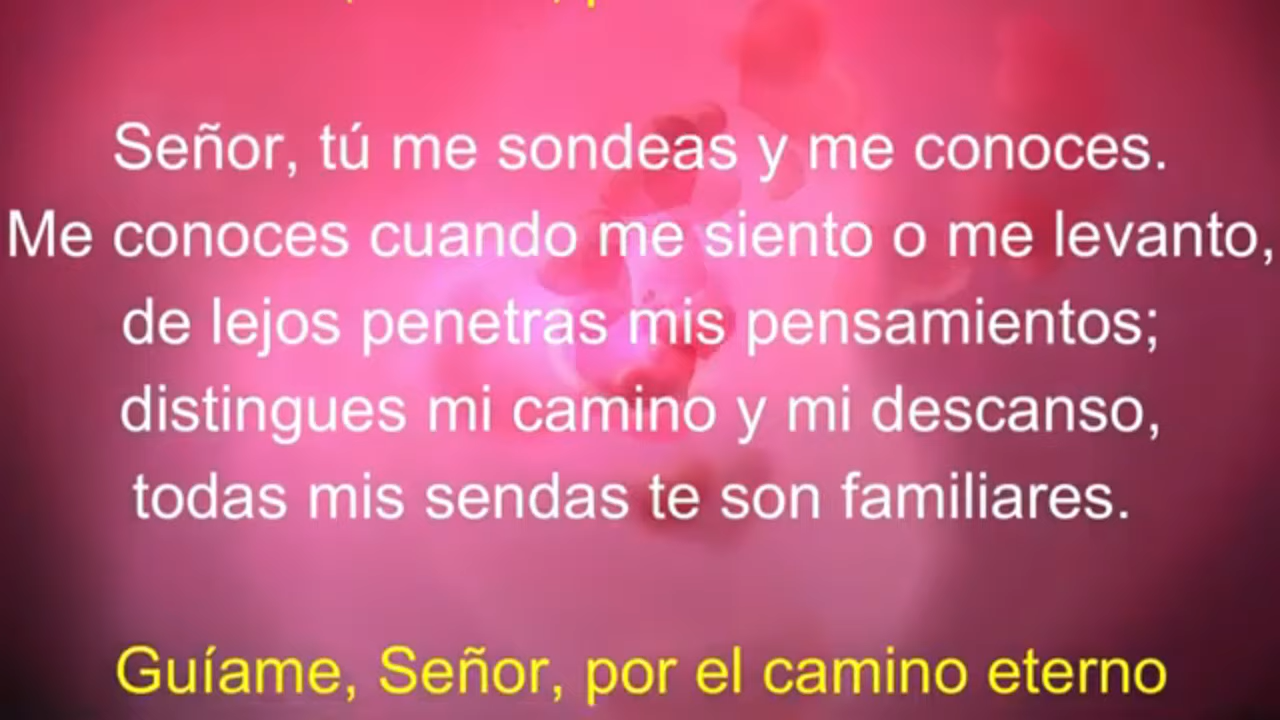 Señor, tú me sondeas y me conoces.
Me conoces cuando me siento o me levanto,
de lejos penetras mis pensamientos;
distingues mi camino y mi descanso,
todas mis sendas te son familiares.
Guíame, Señor, por el camino eterno